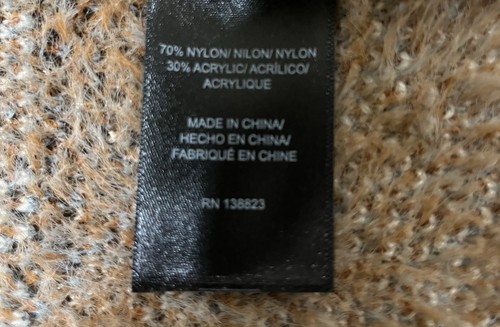 70% NYLON/ NILON/ NYLON
30% ACRYLIC/ ACRÍLICO/
ACRYLIQUE
MADE IN CHINA/
HECHO EN CHINA/
FABRIQUÉ EN CHINE
RN 138823